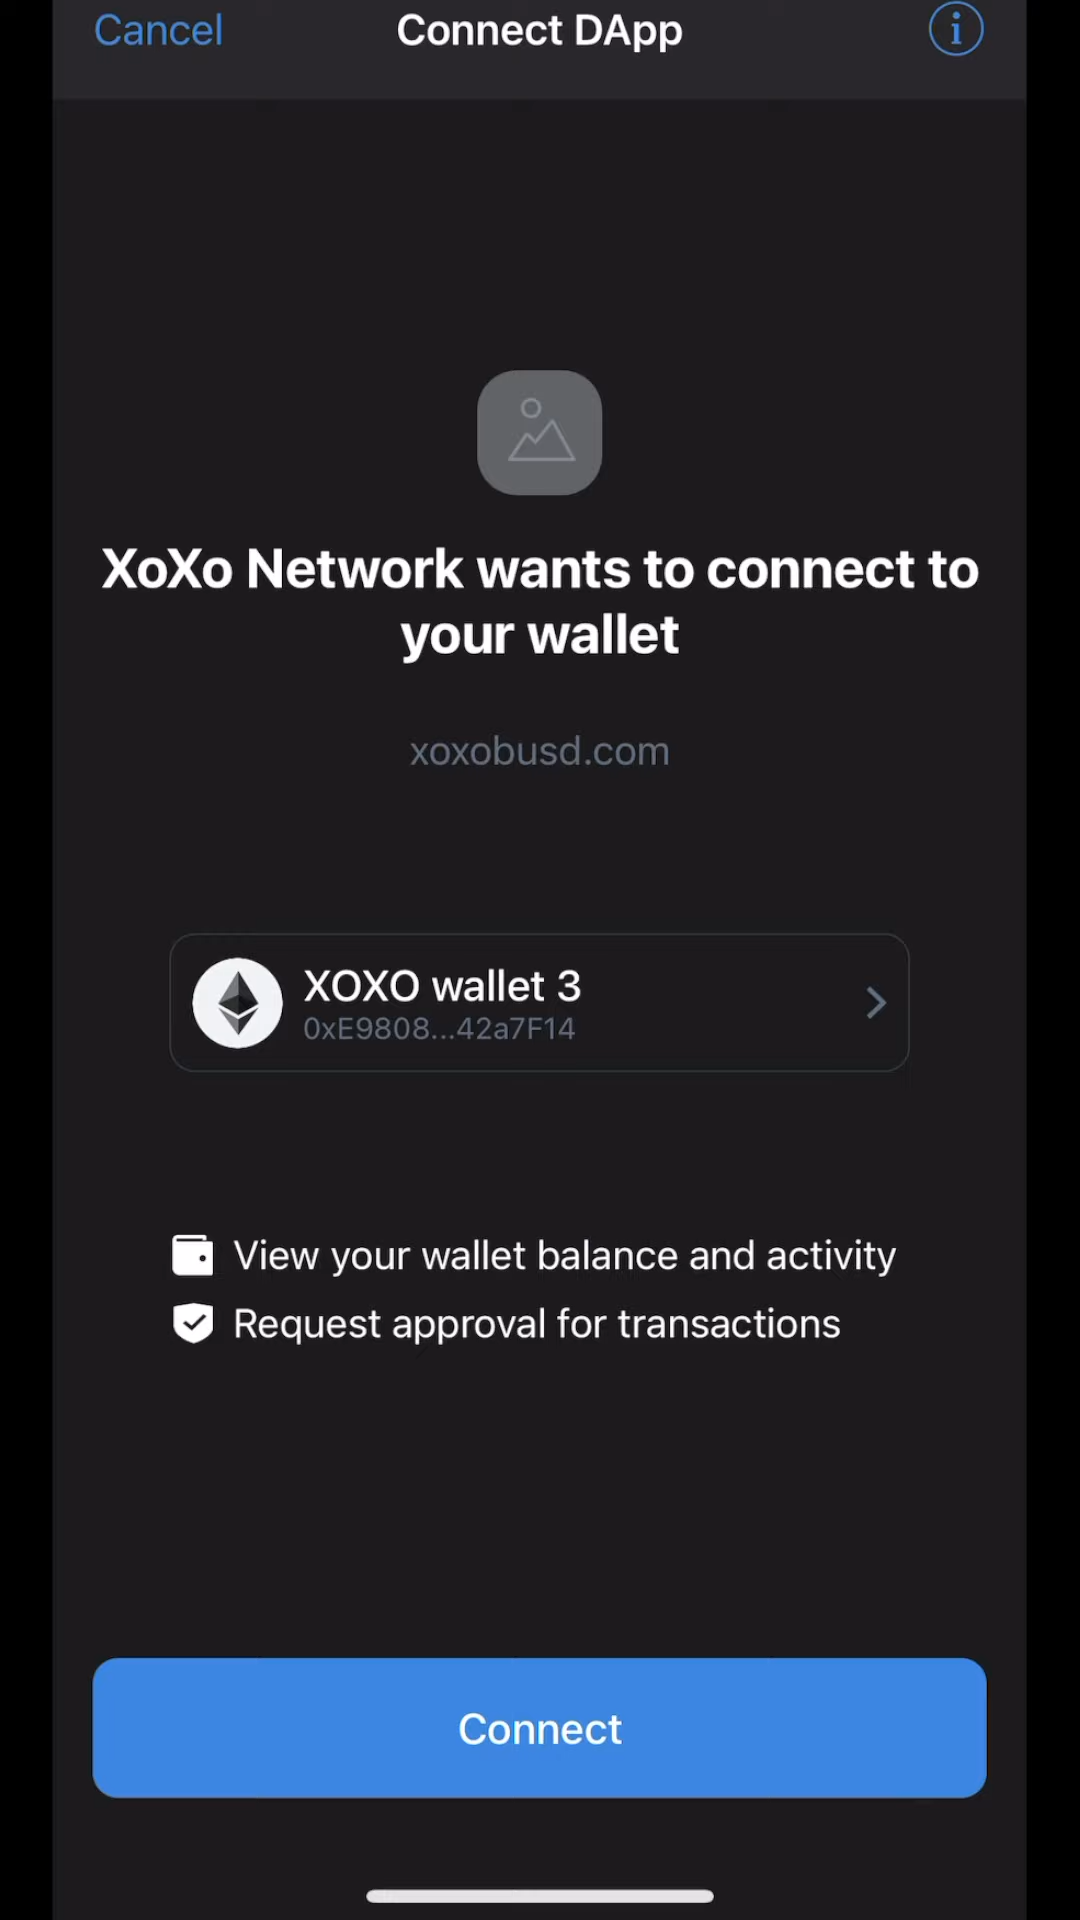 Cancel
Connect DApp
XoXo Network wants to connect to
your wallet
xoxobusd.com
XOXO wallet 3
0xE9808...42a7F14
View your wallet balance and activity
Request approval for transactions
Connect